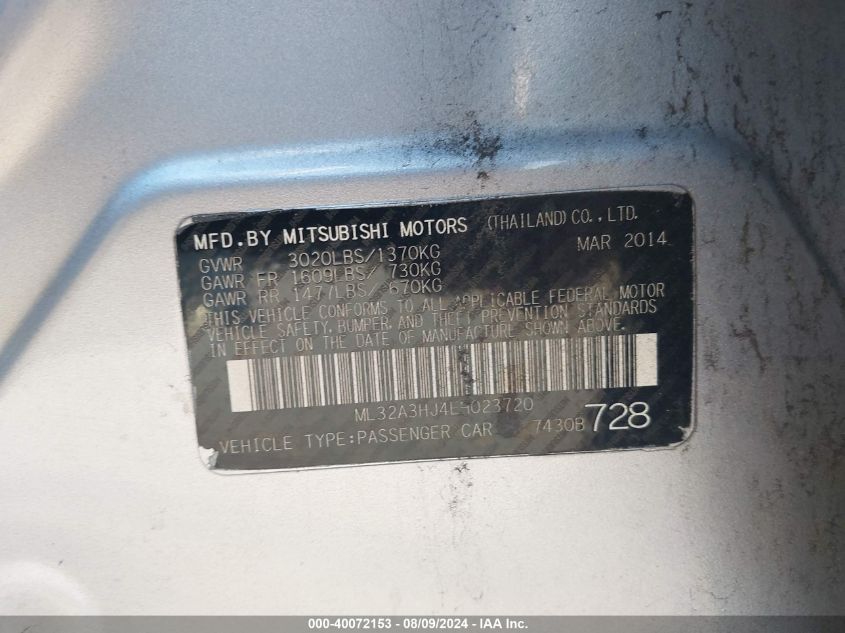 MFD.BY MITSUBISHI MOTORS (THAILAND) CO.,LTD.
MAR 2014
GVWR 3020LBS/1370KG
GAWR FR 1609LBS/ 730KG
GAWR RR 1477LBS/ 670KG
THIS VEHICLE CONFORMS TO ALL APPLICABLE FEDERAL MOTOR
VEHICLE SAFETY, BUMPER, AND THEFT PREVENTION STANDARDS
IN EFFECT ON THE DATE OF MANUFACTURE SHOWN ABOVE.
VEHICLE TYPE:PASSENGER CAR 7430B 728
000-40072153 - 08/09/2024 - IAA Inc.